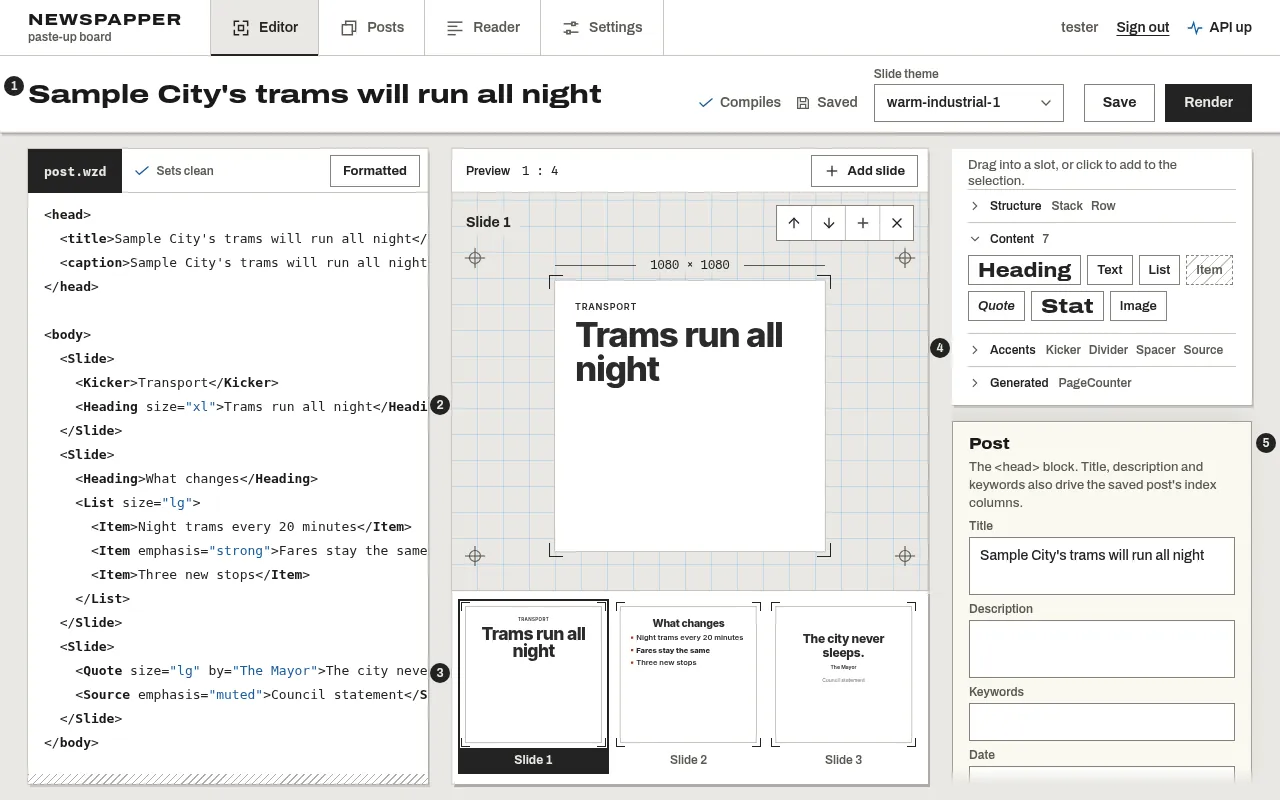 NEWSPAPPER
paste-up board
Editor
Posts
Reader
Settings
tester
Sign out
API up
1
Sample City's trams will run all night
Compiles
Saved
Slide theme
warm-industrial-1
Save
Render
post.wzd
Sets clean
Formatted
<head>
<title>Sample City's trams will run all night</
<caption>Sample City's trams will run all night
</head>
<body>
<Slide>
<Kicker>Transport</Kicker>
<Heading size="xl">Trams run all night</Headi
</Slide>
<Slide>
<Heading>What changes</Heading>
<List size="lg">
<Item>Night trams every 20 minutes</Item>
<Item emphasis="strong">Fares stay the same
<Item>Three new stops</Item>
</List>
</Slide>
<Slide>
<Quote size="lg" by="The Mayor">The city neve
<Source emphasis="muted">Council statement</S
</Slide>
</body>
2
3
Preview 1 : 4
Add slide
Slide 1
1080 × 1080
TRANSPORT
Trams run all
night
TRANSPORT
Trams run all
night
Slide 1
What changes
• Night trams every 20 minutes
• Fares stay the same
• Three new stops
Slide 2
The city never
sleeps.
The Mayor
Council statement
Slide 3
4
Drag into a slot, or click to add to the
selection.
Structure Stack Row
Content 7
Heading Text List Item
Quote Stat Image
Accents Kicker Divider Spacer Source
Generated PageCounter
5
Post
The <head> block. Title, description and
keywords also drive the saved post's index
columns.
Title
Sample City's trams will run all night
Description
Keywords
Date